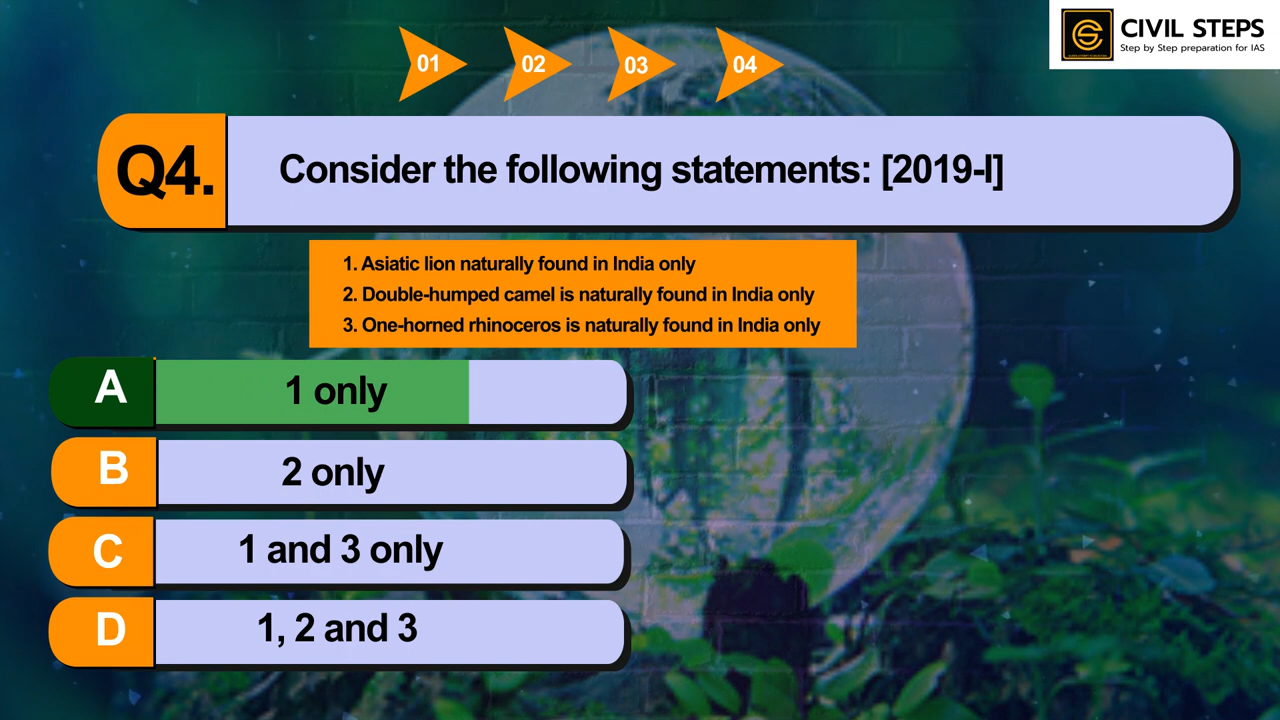 CIVIL STEPS
Step by Step preparation for IAS
01 02 03 04
Q4. Consider the following statements: [2019-I]
1. Asiatic lion naturally found in India only
2. Double-humped camel is naturally found in India only
3. One-horned rhinoceros is naturally found in India only
A 1 only
B 2 only
C 1 and 3 only
D 1, 2 and 3